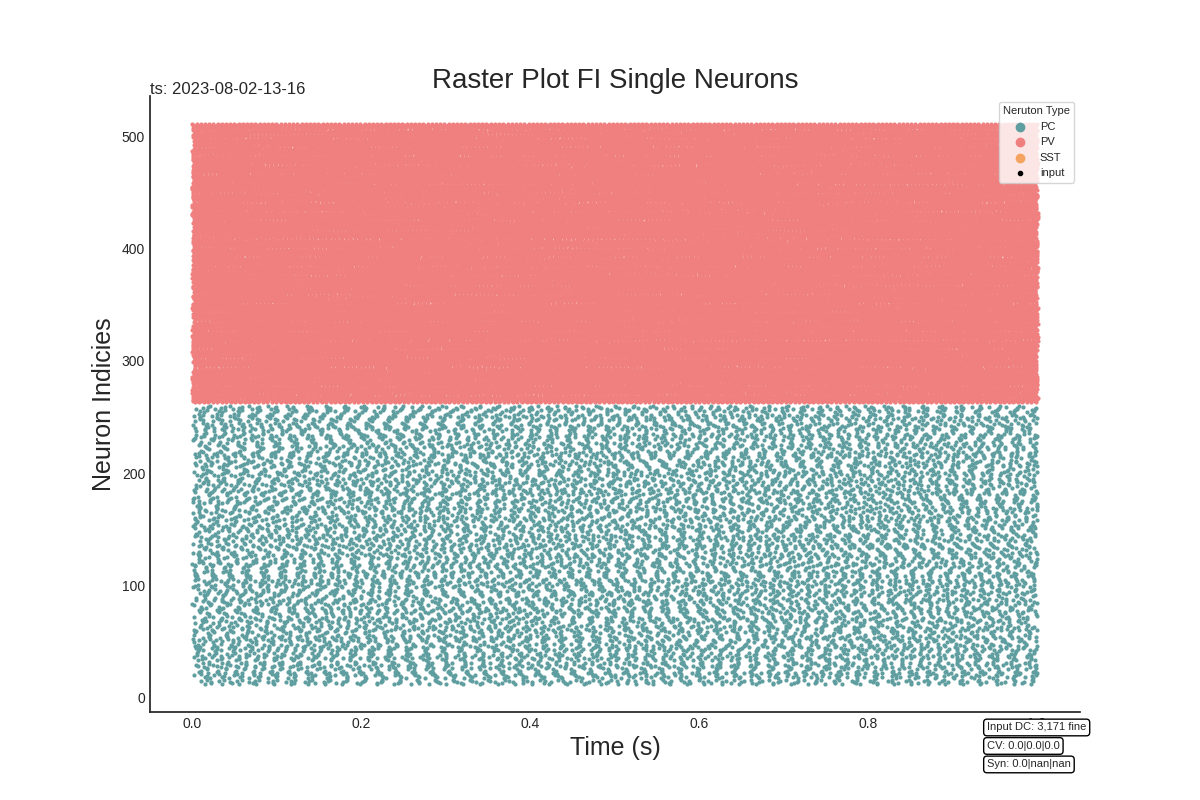 Raster Plot FI Single Neurons
ts: 2023-08-02-13-16
Neruton Type
PC
PV
SST
input
500
400
300
200
100
0
Neuron Indicies
0.0 0.2 0.4 0.6 0.8
Time (s)
Input DC: 3,171 fine
CV: 0.0|0.0|0.0
Syn: 0.0|nan|nan